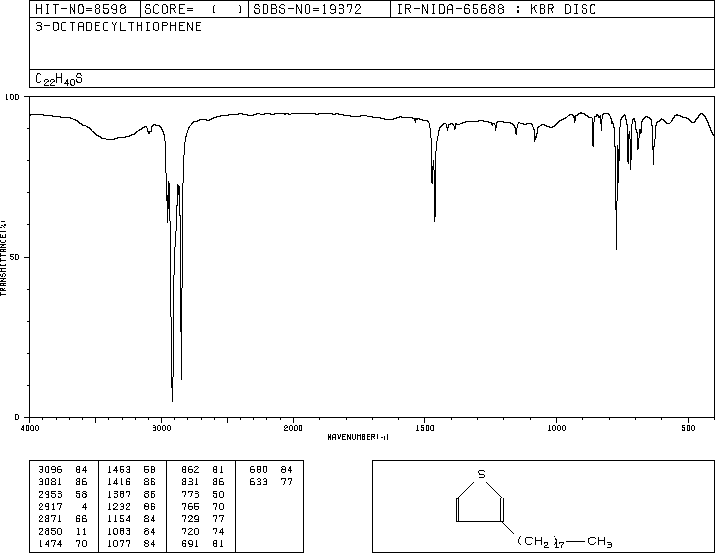 HIT-NO=8598 SCORE= ( ) SDBS-NO=19372 IR-NIDA-65688 : KBR DISC
3-OCTADECYLTHIOPHENE
C22H40S
100
50
0
TRANSMITTANCE(%)
4000 3000 2000 1500 1000 500
WAVENUMBER(-1)
3096 84 1463 58 862 81 680 84
3081 86 1416 86 831 86 633 77
2953 58 1387 86 773 50
2917 4 1232 86 766 70
2871 66 1154 84 729 77
2850 11 1083 84 720 74
1474 70 1077 84 691 81
S
(CH2)17—CH3